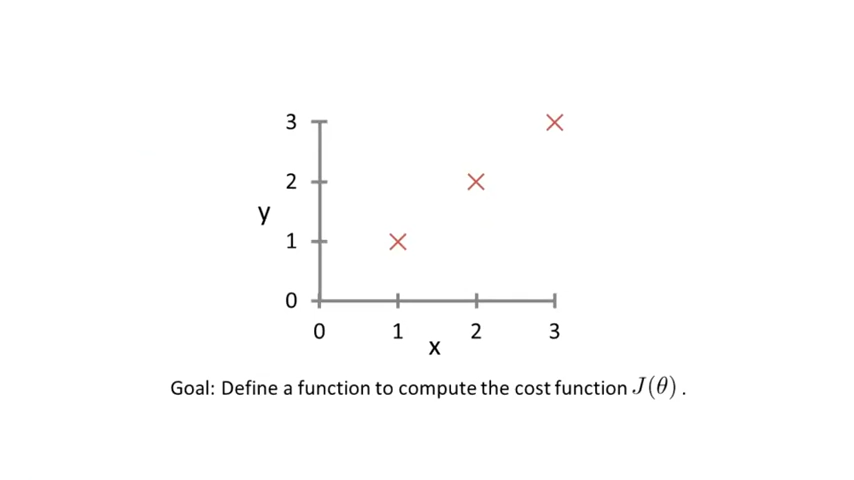 3
2
y
1
0
0 1 2 3
x
Goal: Define a function to compute the cost function J(θ) .